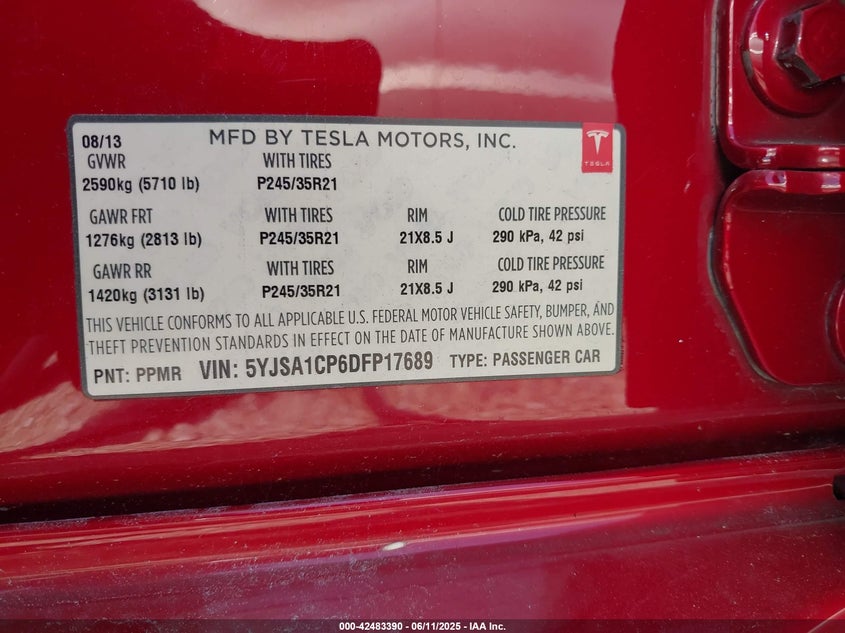 08/13 MFD BY TESLA MOTORS, INC.
TESLA
GVWR WITH TIRES
2590kg (5710 lb) P245/35R21
GAWR FRT WITH TIRES RIM COLD TIRE PRESSURE
1276kg (2813 lb) P245/35R21 21X8.5 J 290 kPa, 42 psi
GAWR RR WITH TIRES RIM COLD TIRE PRESSURE
1420kg (3131 lb) P245/35R21 21X8.5 J 290 kPa, 42 psi
THIS VEHICLE CONFORMS TO ALL APPLICABLE U.S. FEDERAL MOTOR VEHICLE SAFETY, BUMPER, AND
THEFT PREVENTION STANDARDS IN EFFECT ON THE DATE OF MANUFACTURE SHOWN ABOVE.
PNT: PPMR VIN: 5YJSA1CP6DFP17689 TYPE: PASSENGER CAR
000-42483390 - 06/11/2025 - IAA Inc.